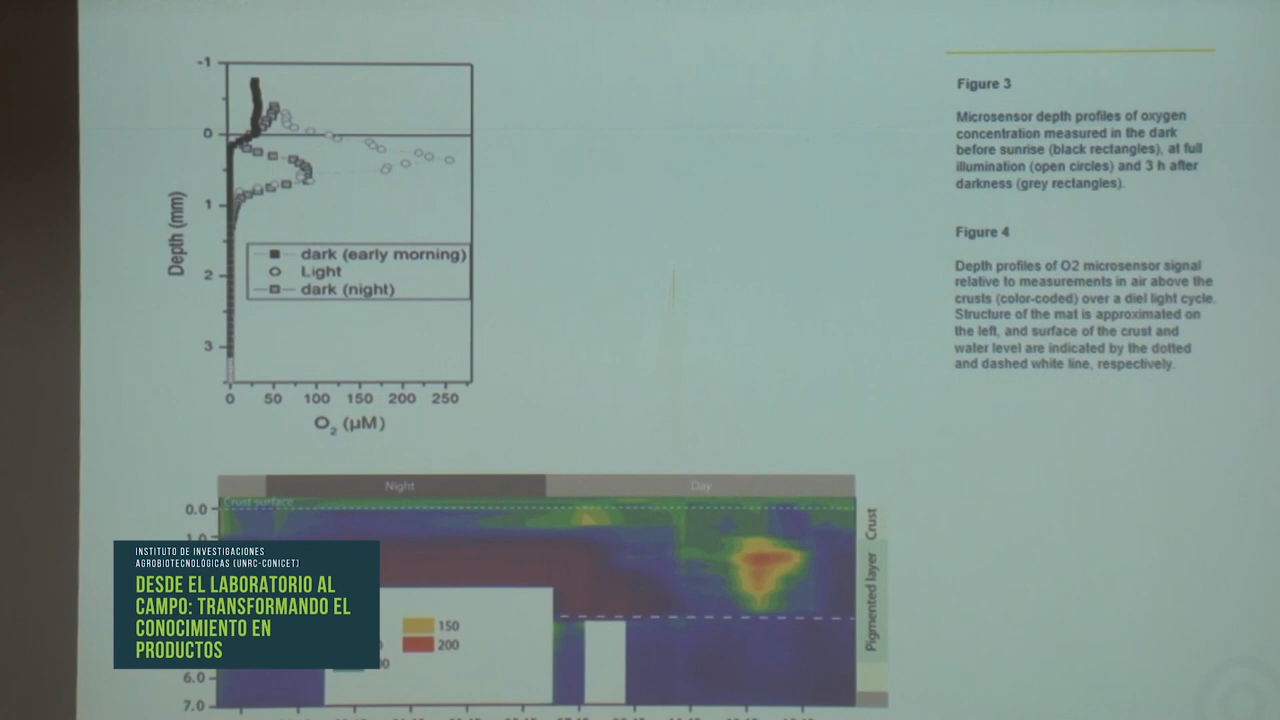 -1
0
1
2
3
Depth (mm)
dark (early morning)
Light
dark (night)
0 50 100 150 200 250
O2 (µM)
Figure 3
Microsensor depth profiles of oxygen
concentration measured in the dark
before sunrise (black rectangles), at full
illumination (open circles) and 3 h after
darkness (grey rectangles).
Figure 4
Depth profiles of O2 microsensor signal
relative to measurements in air above the
crusts (color-coded) over a diel light cycle.
Structure of the mat is approximated on
the left, and surface of the crust and
water level are indicated by the dotted
and dashed white line, respectively.
Night Day
Crust surface
0.0
6.0
7.0
150
200
Crust
Pigmented layer
INSTITUTO DE INVESTIGACIONES
AGROBIOTECNOLÓGICAS (UNRC-CONICET)
DESDE EL LABORATORIO AL
CAMPO: TRANSFORMANDO EL
CONOCIMIENTO EN
PRODUCTOS